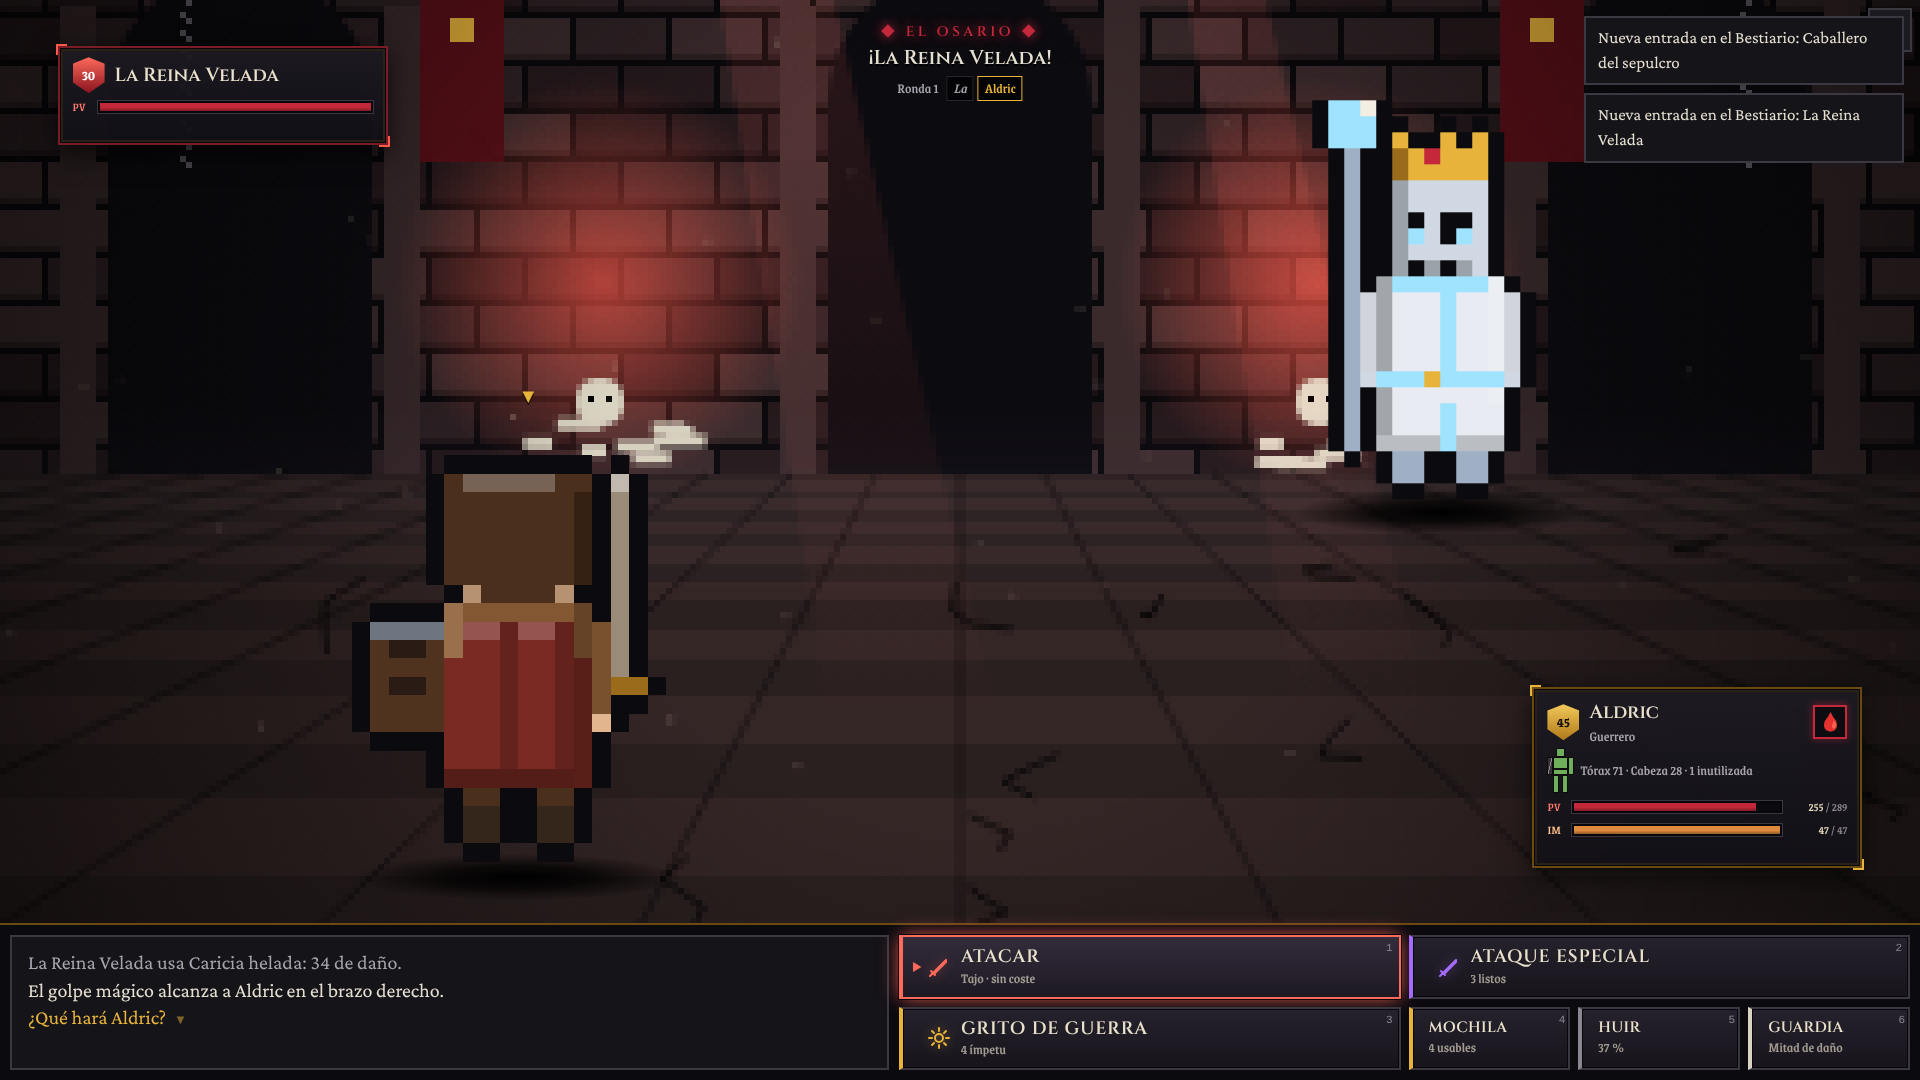 EL OSARIO
¡LA REINA VELADA!
Ronda 1 La Aldric
30 LA REINA VELADA
PV
Nueva entrada en el Bestiario: Caballero
del sepulcro
Nueva entrada en el Bestiario: La Reina
Velada
45 ALDRIC
Guerrero
Tórax 71 · Cabeza 28 · 1 inutilizada
PV 255 / 289
IM 47 / 47
La Reina Velada usa Caricia helada: 34 de daño.
El golpe mágico alcanza a Aldric en el brazo derecho.
¿Qué hará Aldric?
ATACAR 1
Tajo · sin coste
ATAQUE ESPECIAL 2
3 listos
GRITO DE GUERRA 3
4 ímpetu
MOCHILA 4
4 usables
HUIR 5
37 %
GUARDIA 6
Mitad de daño